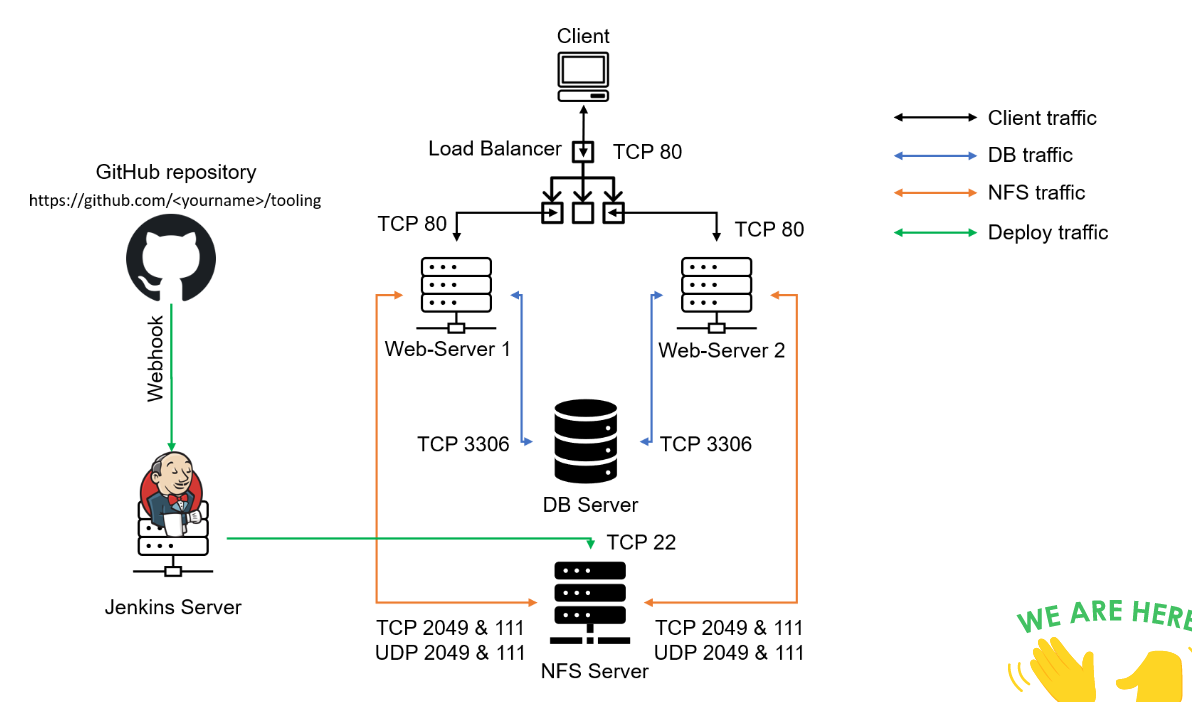 Client
Load Balancer
TCP 80
Client traffic
DB traffic
NFS traffic
Deploy traffic
GitHub repository
https://github.com/<yourname>/tooling
TCP 80
TCP 80
Webhook
Web-Server 1
Web-Server 2
TCP 3306
TCP 3306
DB Server
TCP 22
Jenkins Server
TCP 2049 & 111
UDP 2049 & 111
TCP 2049 & 111
UDP 2049 & 111
NFS Server
WE ARE HERE